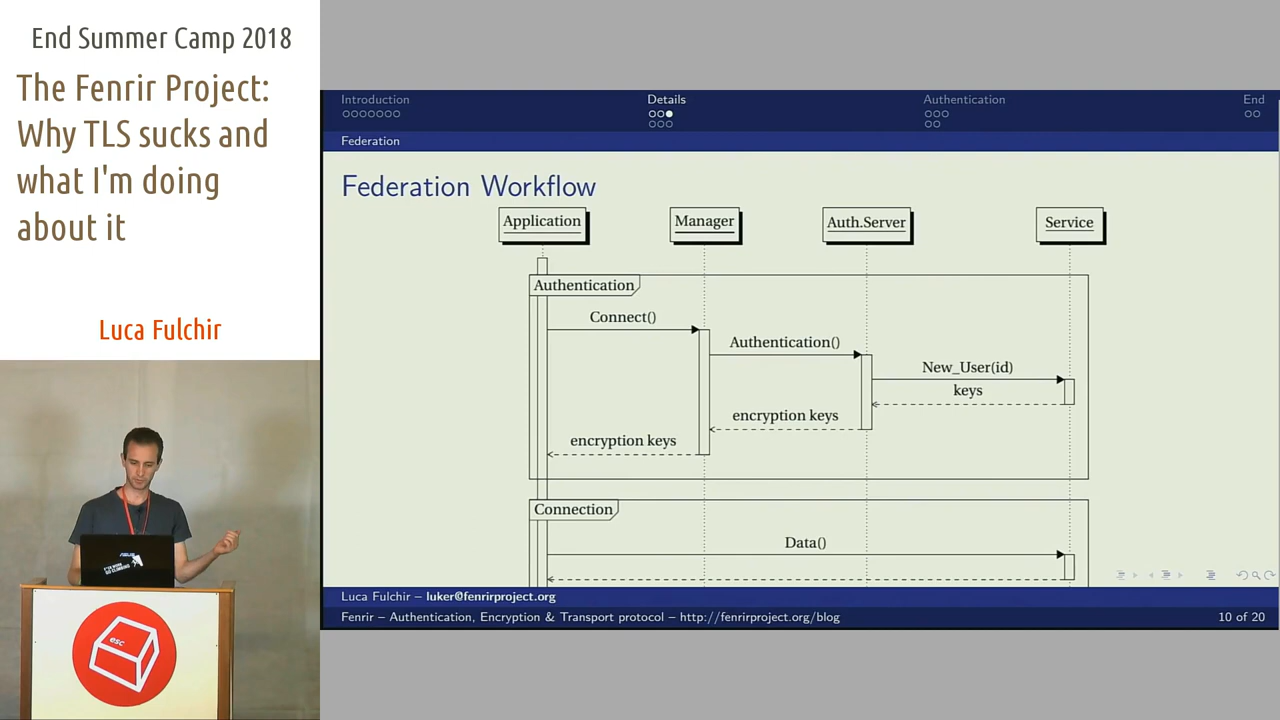 End Summer Camp 2018
The Fenrir Project:
Why TLS sucks and
what I'm doing
about it
Luca Fulchir
esc
Introduction
Details
Authentication
End
Federation
Federation Workflow
Application
Manager
Auth.Server
Service
Authentication
Connect()
Authentication()
New_User(id)
keys
encryption keys
encryption keys
Connection
Data()
Luca Fulchir – luker@fenrirproject.org
Fenrir – Authentication, Encryption & Transport protocol – http://fenrirproject.org/blog
10 of 20